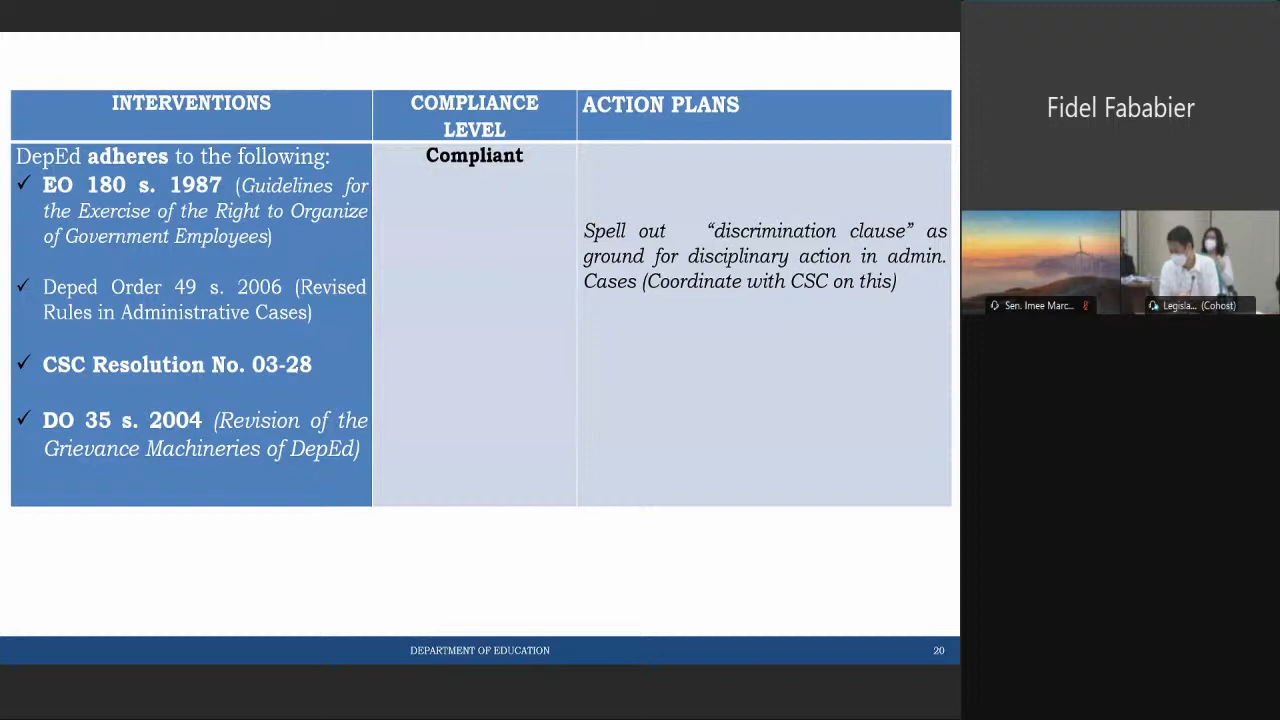 INTERVENTIONS
COMPLIANCE
LEVEL
ACTION PLANS
DepEd adheres to the following:
✓ EO 180 s. 1987 (Guidelines for
the Exercise of the Right to Organize
of Government Employees)
✓ Deped Order 49 s. 2006 (Revised
Rules in Administrative Cases)
✓ CSC Resolution No. 03-28
✓ DO 35 s. 2004 (Revision of the
Grievance Machineries of DepEd)
Compliant
Spell out “discrimination clause” as
ground for disciplinary action in admin.
Cases (Coordinate with CSC on this)
DEPARTMENT OF EDUCATION
20
Fidel Fababier
Sen. Imee Marc...
Legisla... (Cohost)